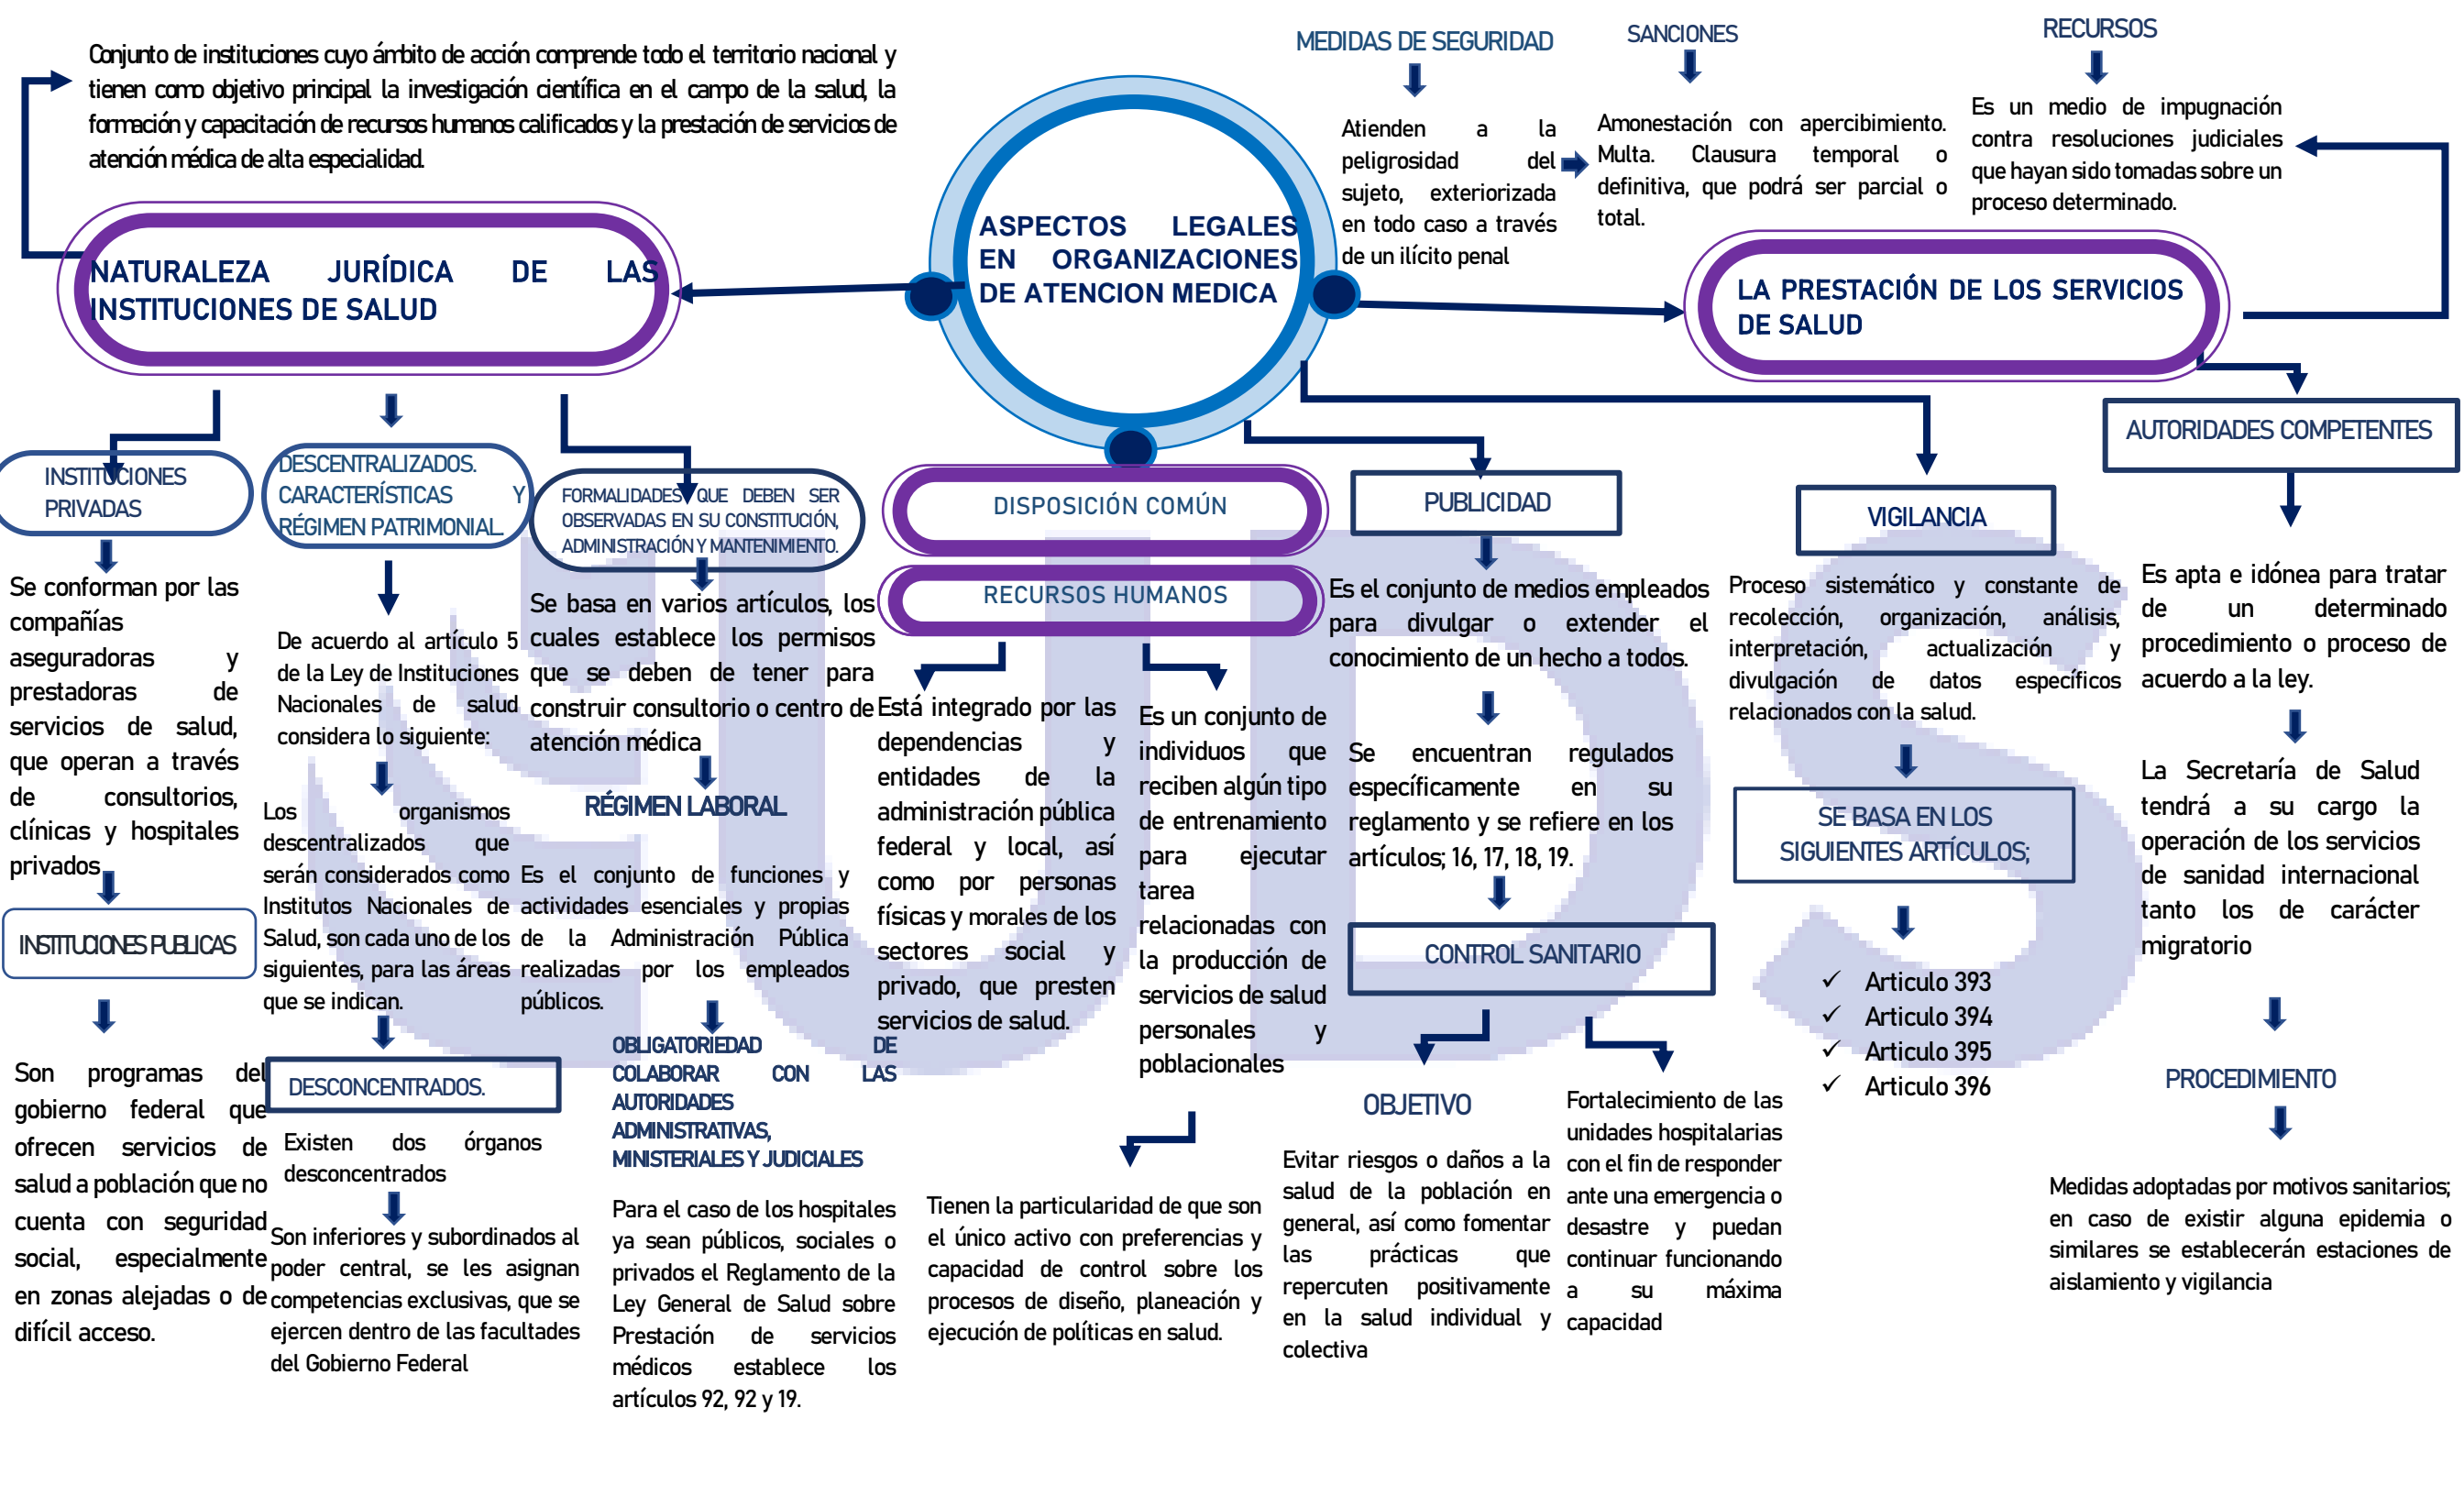 Conjunto de instituciones cuyo ámbito de acción comprende todo el territorio nacional y
tienen como objetivo principal la investigación científica en el campo de la salud, la
formación y capacitación de recursos humanos calificados y la prestación de servicios de
atención médica de alta especialidad.
NATURALEZA JURÍDICA DE LAS
INSTITUCIONES DE SALUD
ASPECTOS LEGALES
EN ORGANIZACIONES
DE ATENCION MEDICA
MEDIDAS DE SEGURIDAD
Atienden a la
peligrosidad del
sujeto, exteriorizada
en todo caso a través
de un ilícito penal
SANCIONES
Amonestación con apercibimiento.
Multa. Clausura temporal o
definitiva, que podrá ser parcial o
total.
RECURSOS
Es un medio de impugnación
contra resoluciones judiciales
que hayan sido tomadas sobre un
proceso determinado.
LA PRESTACIÓN DE LOS SERVICIOS
DE SALUD
INSTITUCIONES
PRIVADAS
Se conforman por las
compañías
aseguradoras y
prestadoras de
servicios de salud,
que operan a través
de consultorios,
clínicas y hospitales
privados
INSTITUCIONES PUBLICAS
Son programas del
gobierno federal que
ofrecen servicios de
salud a población que no
cuenta con seguridad
social, especialmente
en zonas alejadas o de
difícil acceso.
DESCENTRALIZADOS.
CARACTERÍSTICAS Y
RÉGIMEN PATRIMONIAL.
De acuerdo al artículo 5
de la Ley de Instituciones
Nacionales de salud
considera lo siguiente:
Los organismos
descentralizados que
serán considerados como
Institutos Nacionales de
Salud, son cada uno de los
siguientes, para las áreas
que se indican.
DESCONCENTRADOS.
Existen dos órganos
desconcentrados
Son inferiores y subordinados al
poder central, se les asignan
competencias exclusivas, que se
ejercen dentro de las facultades
del Gobierno Federal
FORMALIDADES QUE DEBEN SER
OBSERVADAS EN SU CONSTITUCIÓN,
ADMINISTRACIÓN Y MANTENIMIENTO.
Se basa en varios artículos, los
cuales establece los permisos
que se deben de tener para
construir consultorio o centro de
atención médica
RÉGIMEN LABORAL
Es el conjunto de funciones y
actividades esenciales y propias
de la Administración Pública
realizadas por los empleados
públicos.
OBLIGATORIEDAD DE
COLABORAR CON LAS
AUTORIDADES
ADMINISTRATIVAS,
MINISTERIALES Y JUDICIALES
Para el caso de los hospitales
ya sean públicos, sociales o
privados el Reglamento de la
Ley General de Salud sobre
Prestación de servicios
médicos establece los
artículos 92, 92 y 19.
DISPOSICIÓN COMÚN
RECURSOS HUMANOS
Está integrado por las
dependencias y
entidades de la
administración pública
federal y local, así
como por personas
físicas y morales de los
sectores social y
privado, que presten
servicios de salud.
Es un conjunto de
individuos que
reciben algún tipo
de entrenamiento
para ejecutar
tarea
relacionadas con
la producción de
servicios de salud
personales y
poblacionales
Tienen la particularidad de que son
el único activo con preferencias y
capacidad de control sobre los
procesos de diseño, planeación y
ejecución de políticas en salud.
PUBLICIDAD
Es el conjunto de medios empleados
para divulgar o extender el
conocimiento de un hecho a todos.
Se encuentran regulados
específicamente en su
reglamento y se refiere en los
artículos; 16, 17, 18, 19.
CONTROL SANITARIO
OBJETIVO
Evitar riesgos o daños a la
salud de la población en
general, así como fomentar
las prácticas que
repercuten positivamente
en la salud individual y
colectiva
Fortalecimiento de las
unidades hospitalarias
con el fin de responder
ante una emergencia o
desastre y puedan
continuar funcionando
a su máxima
capacidad
VIGILANCIA
Proceso sistemático y constante de
recolección, organización, análisis,
interpretación, actualización y
divulgación de datos específicos
relacionados con la salud.
SE BASA EN LOS
SIGUIENTES ARTÍCULOS;
✓ Articulo 393
✓ Articulo 394
✓ Articulo 395
✓ Articulo 396
AUTORIDADES COMPETENTES
Es apta e idónea para tratar
de un determinado
procedimiento o proceso de
acuerdo a la ley.
La Secretaría de Salud
tendrá a su cargo la
operación de los servicios
de sanidad internacional
tanto los de carácter
migratorio
PROCEDIMIENTO
Medidas adoptadas por motivos sanitarios;
en caso de existir alguna epidemia o
similares se establecerán estaciones de
aislamiento y vigilancia
UDS